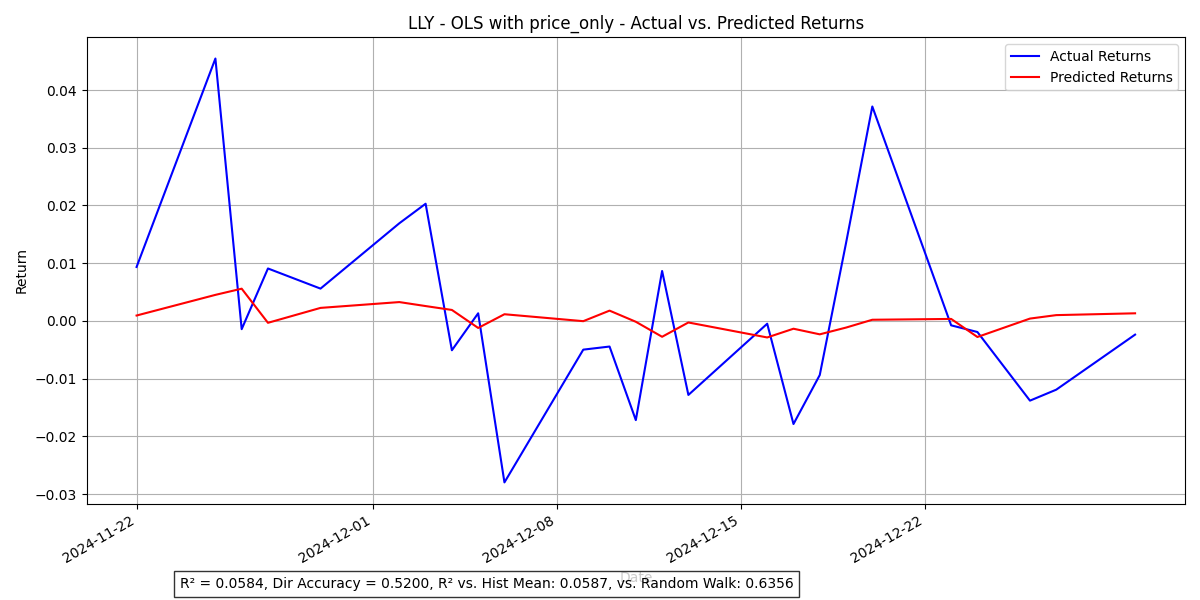 LLY - OLS with price_only - Actual vs. Predicted Returns
Actual Returns
Predicted Returns
Return
0.04
0.03
0.02
0.01
0.00
−0.01
−0.02
−0.03
2024-11-22
2024-12-01
2024-12-08
2024-12-15
2024-12-22
Date
R² = 0.0584, Dir Accuracy = 0.5200, R² vs. Hist Mean: 0.0587, vs. Random Walk: 0.6356